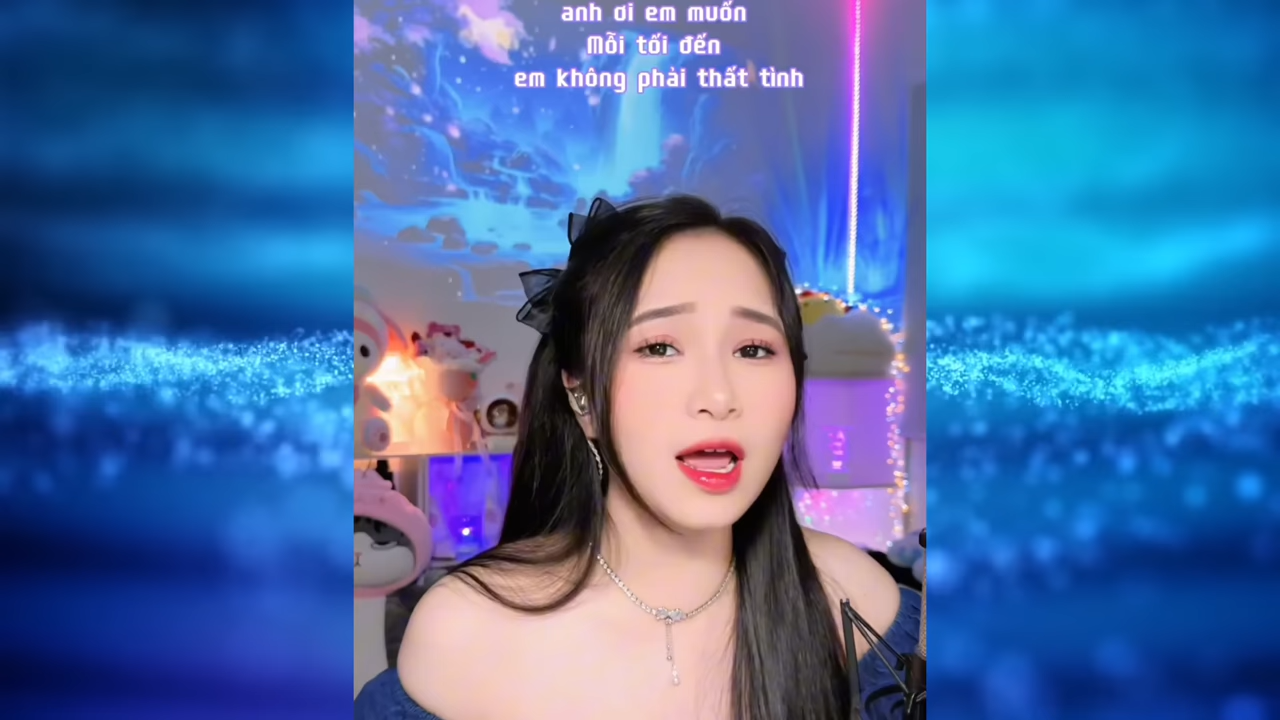 anh ơi em muốn
Mỗi tối đến
em không phải thất tình